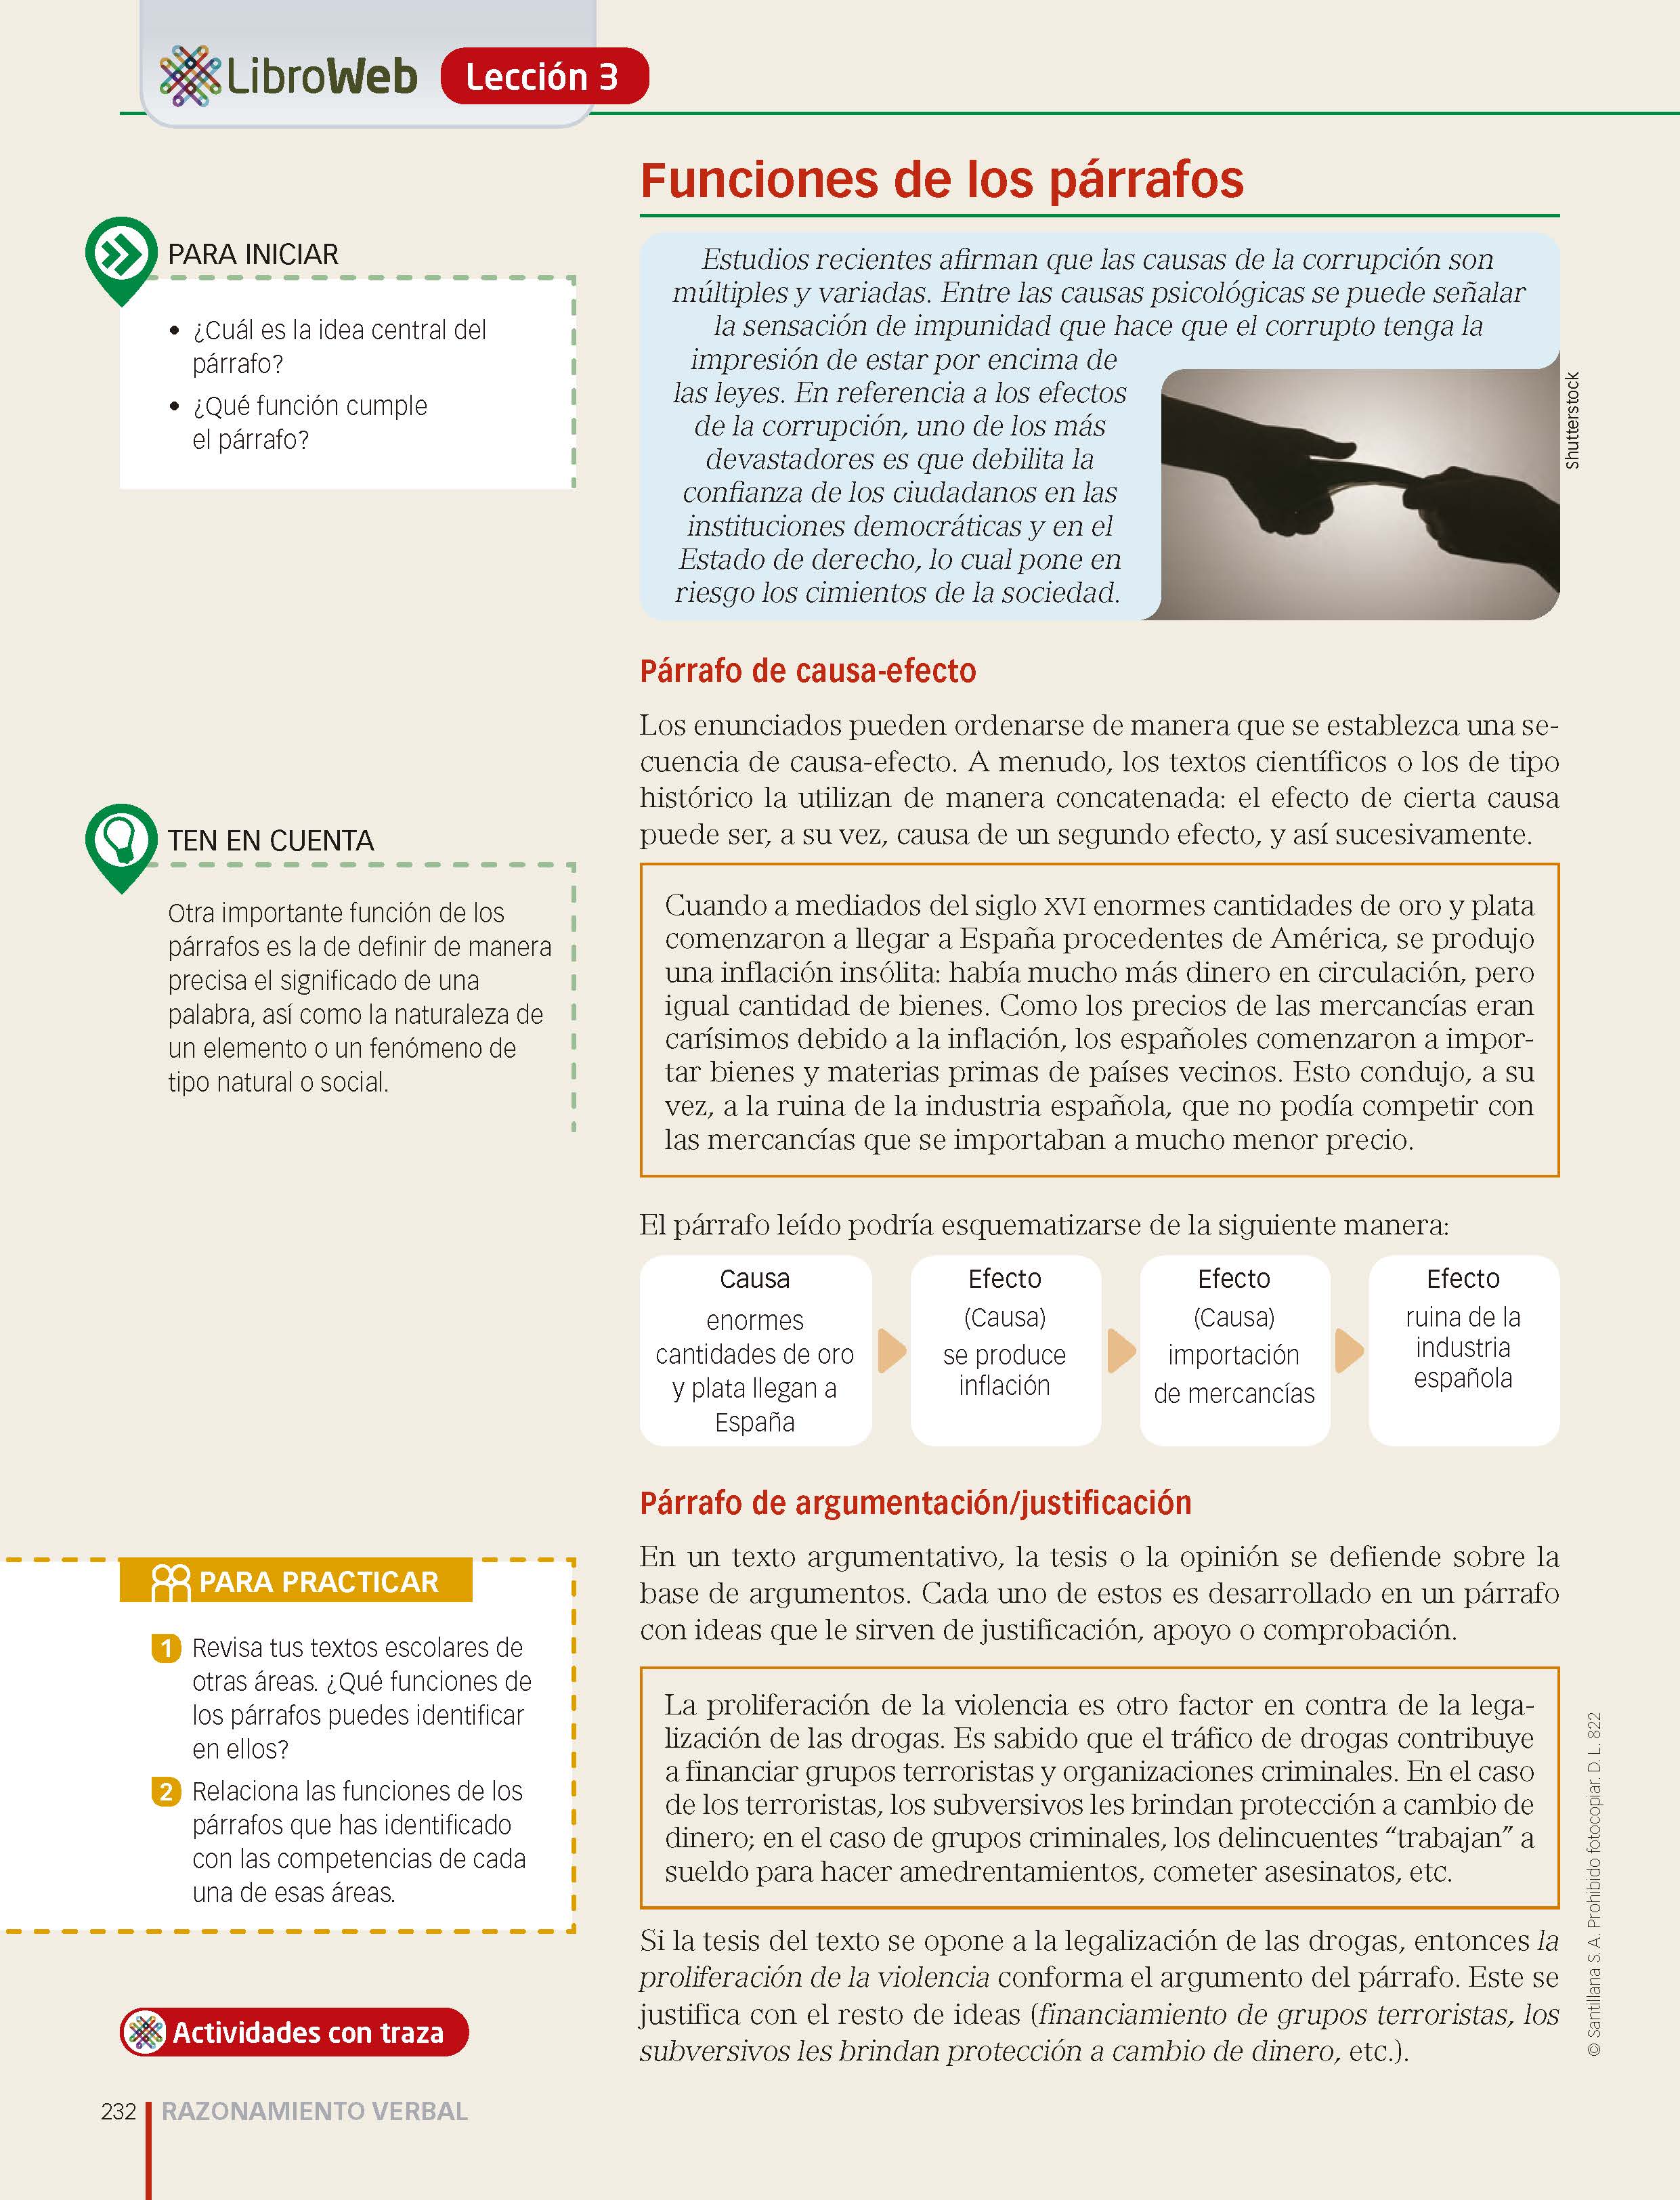 LibroWeb Lección 3
Funciones de los párrafos
PARA INICIAR
• ¿Cuál es la idea central del
párrafo?
• ¿Qué función cumple
el párrafo?
Estudios recientes afirman que las causas de la corrupción son
múltiples y variadas. Entre las causas psicológicas se puede señalar
la sensación de impunidad que hace que el corrupto tenga la
impresión de estar por encima de
las leyes. En referencia a los efectos
de la corrupción, uno de los más
devastadores es que debilita la
confianza de los ciudadanos en las
instituciones democráticas y en el
Estado de derecho, lo cual pone en
riesgo los cimientos de la sociedad.
Shutterstock
Párrafo de causa-efecto
Los enunciados pueden ordenarse de manera que se establezca una se-
cuencia de causa-efecto. A menudo, los textos científicos o los de tipo
histórico la utilizan de manera concatenada: el efecto de cierta causa
puede ser, a su vez, causa de un segundo efecto, y así sucesivamente.
TEN EN CUENTA
Otra importante función de los
párrafos es la de definir de manera
precisa el significado de una
palabra, así como la naturaleza de
un elemento o un fenómeno de
tipo natural o social.
Cuando a mediados del siglo XVI enormes cantidades de oro y plata
comenzaron a llegar a España procedentes de América, se produjo
una inflación insólita: había mucho más dinero en circulación, pero
igual cantidad de bienes. Como los precios de las mercancías eran
carísimos debido a la inflación, los españoles comenzaron a impor-
tar bienes y materias primas de países vecinos. Esto condujo, a su
vez, a la ruina de la industria española, que no podía competir con
las mercancías que se importaban a mucho menor precio.
El párrafo leído podría esquematizarse de la siguiente manera:
Causa
enormes
cantidades de oro
y plata llegan a
España
Efecto
(Causa)
se produce
inflación
Efecto
(Causa)
importación
de mercancías
Efecto
ruina de la
industria
española
Párrafo de argumentación/justificación
En un texto argumentativo, la tesis o la opinión se defiende sobre la
base de argumentos. Cada uno de estos es desarrollado en un párrafo
con ideas que le sirven de justificación, apoyo o comprobación.
La proliferación de la violencia es otro factor en contra de la lega-
lización de las drogas. Es sabido que el tráfico de drogas contribuye
a financiar grupos terroristas y organizaciones criminales. En el caso
de los terroristas, los subversivos les brindan protección a cambio de
dinero; en el caso de grupos criminales, los delincuentes “trabajan” a
sueldo para hacer amedrentamientos, cometer asesinatos, etc.
Si la tesis del texto se opone a la legalización de las drogas, entonces la
proliferación de la violencia conforma el argumento del párrafo. Este se
justifica con el resto de ideas (financiamiento de grupos terroristas, los
subversivos les brindan protección a cambio de dinero, etc.).
PARA PRACTICAR
1 Revisa tus textos escolares de
otras áreas. ¿Qué funciones de
los párrafos puedes identificar
en ellos?
2 Relaciona las funciones de los
párrafos que has identificado
con las competencias de cada
una de esas áreas.
Actividades con traza
© Santillana S. A. Prohibido fotocopiar. D. L. 822
232 RAZONAMIENTO VERBAL